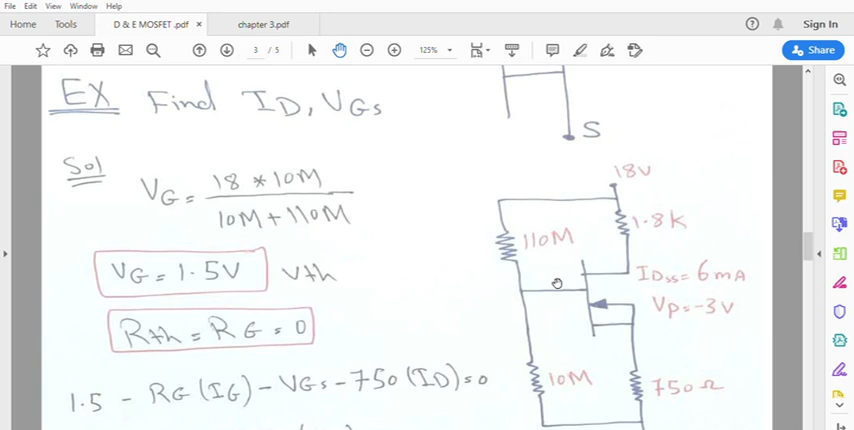 File Edit View Window Help
Home Tools D & E MOSFET .pdf × chapter 3.pdf Sign In
3 / 5 125% Share
EX Find ID, VGS
S
Sol
VG = 18 * 10M / 10M + 110M
VG = 1.5V Vth
Rth = RG = 0
1.5 - RG (IG) - VGS - 750 (ID) = 0
18V
1.8K
110M
IDss = 6mA
Vp = -3V
10M
750Ω